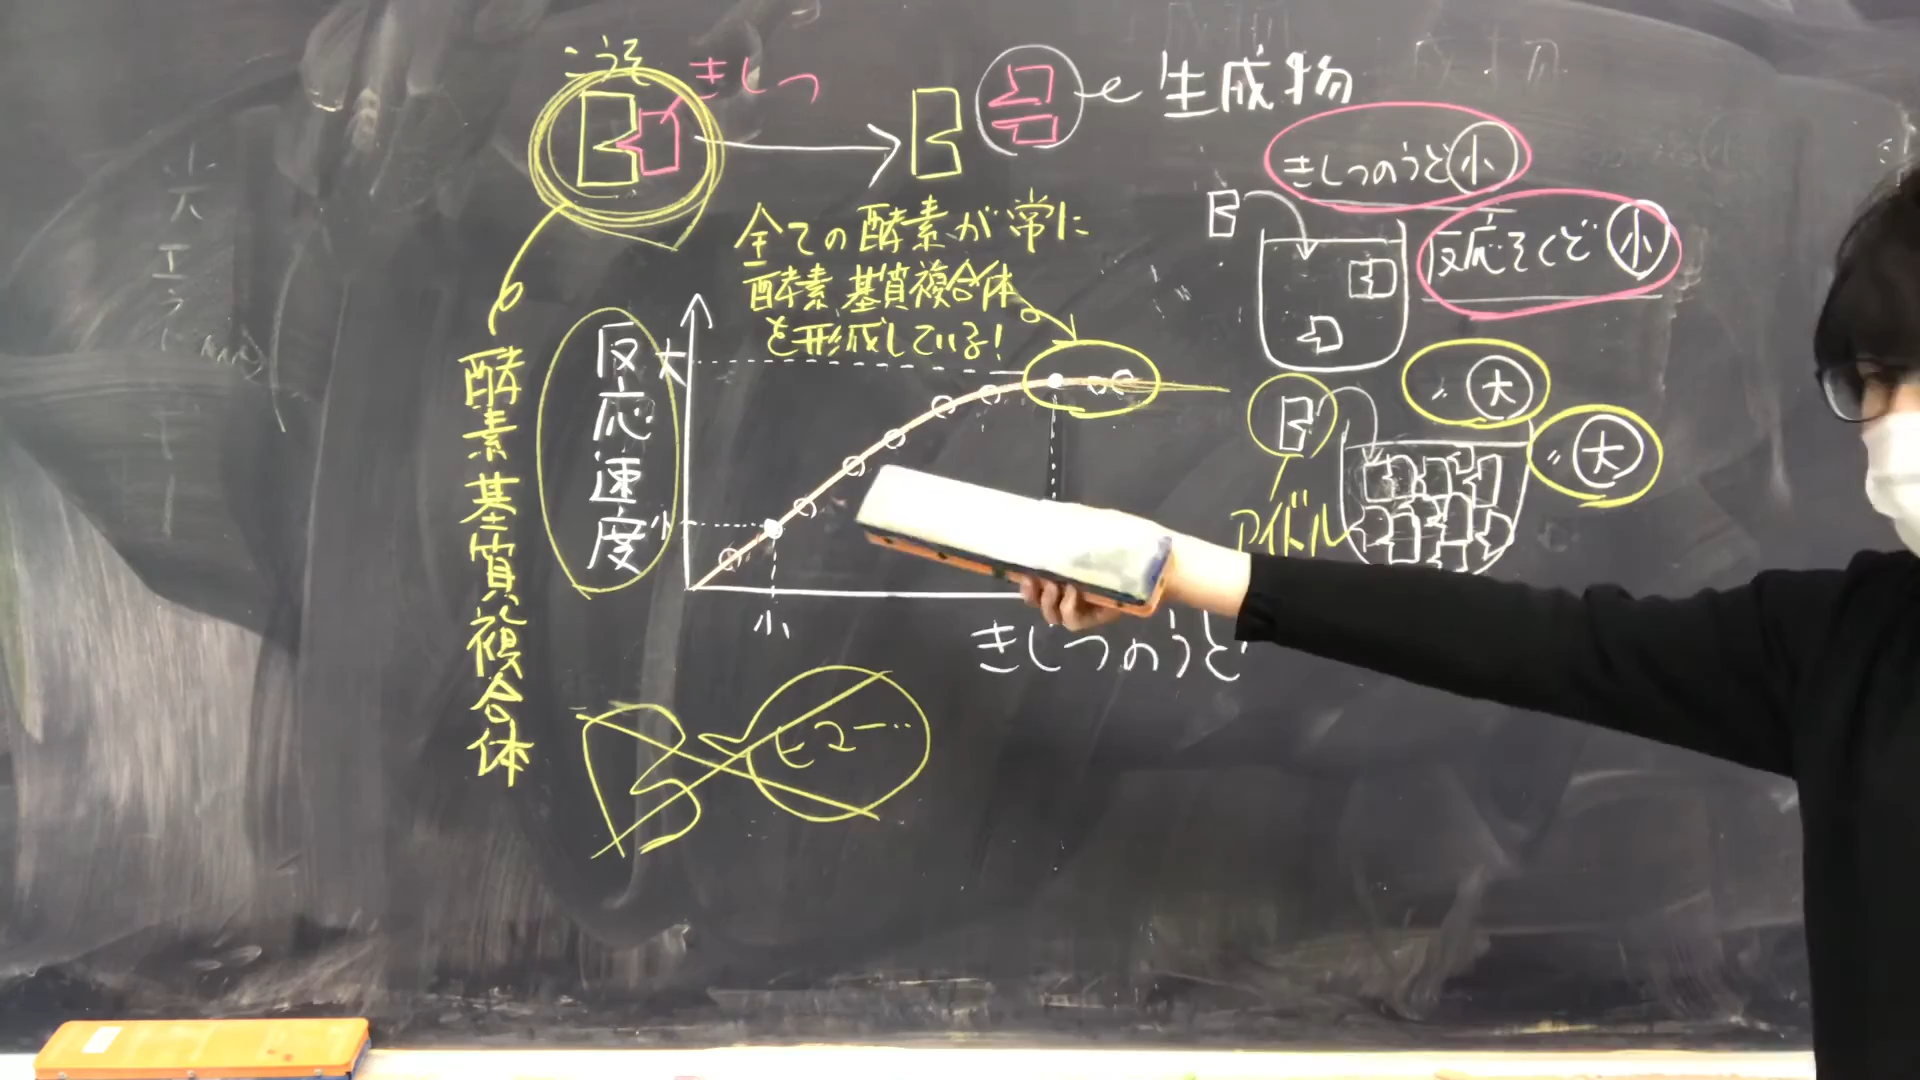 こうそ
きしつ
生成物
きしつのうど 小
反応そくど 小
全ての酵素が常に
酵素基質複合体
を形成している!
酵素基質複合体
反応速度
大
小
小
きしつのうど
〃 大
〃 大
アイドル
ヒマー…